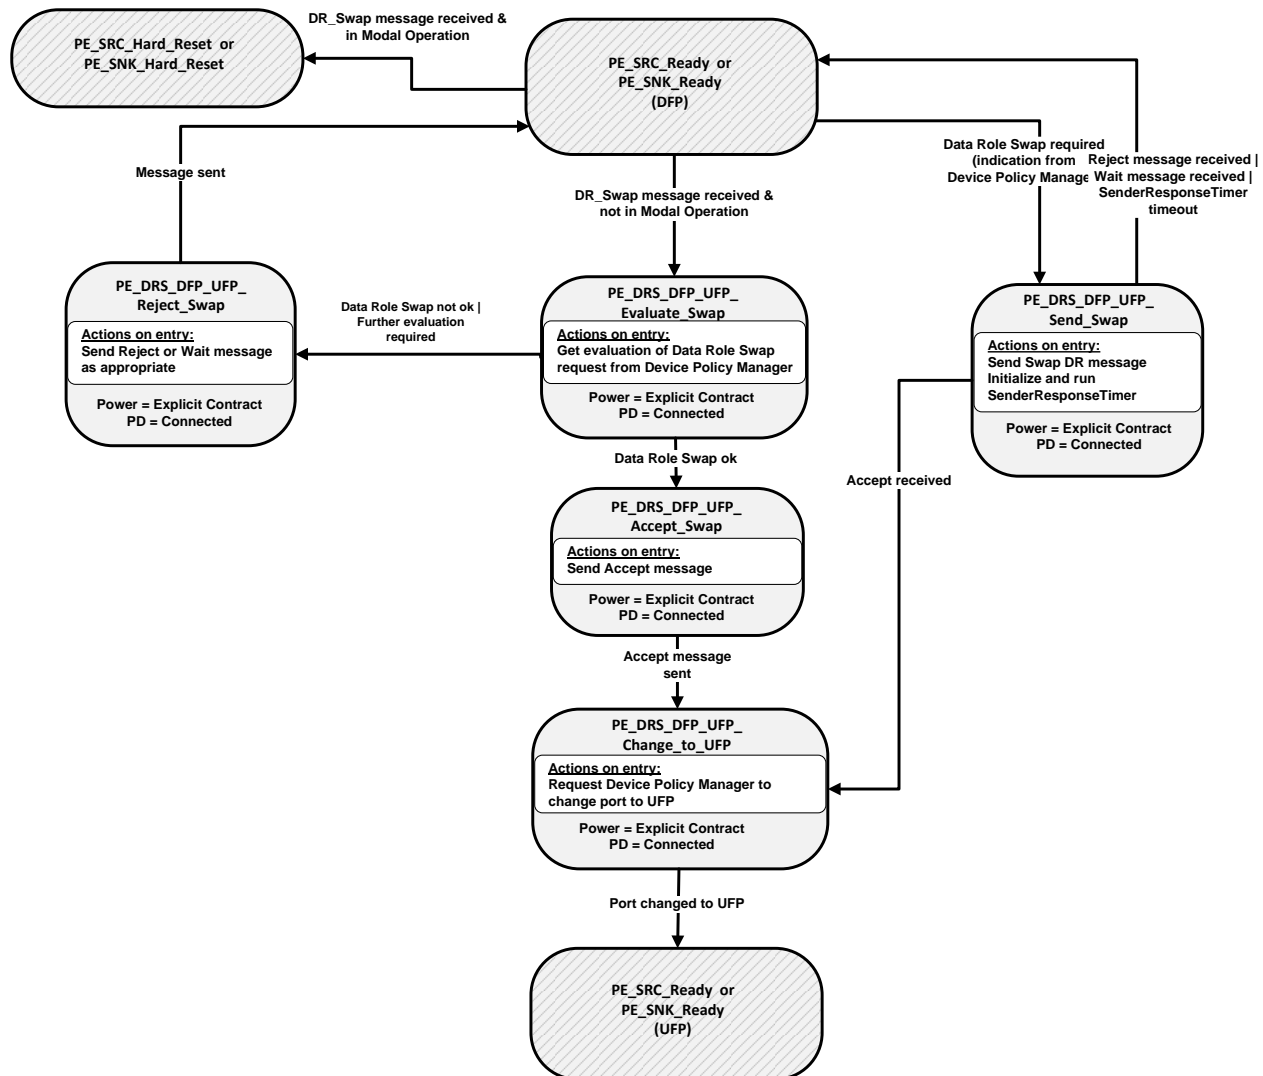 DR_Swap message received &
in Modal Operation
PE_SRC_Hard_Reset or
PE_SNK_Hard_Reset
PE_SRC_Ready or
PE_SNK_Ready
(DFP)
Message sent
DR_Swap message received &
not in Modal Operation
Data Role Swap required
(indication from
Device Policy Manage
Reject message received |
Wait message received |
SenderResponseTimer
timeout
PE_DRS_DFP_UFP_
Reject_Swap
Actions on entry:
Send Reject or Wait message
as appropriate
Power = Explicit Contract
PD = Connected
Data Role Swap not ok |
Further evaluation
required
PE_DRS_DFP_UFP_
Evaluate_Swap
Actions on entry:
Get evaluation of Data Role Swap
request from Device Policy Manager
Power = Explicit Contract
PD = Connected
PE_DRS_DFP_UFP_
Send_Swap
Actions on entry:
Send Swap DR message
Initialize and run
SenderResponseTimer
Power = Explicit Contract
PD = Connected
Data Role Swap ok
Accept received
PE_DRS_DFP_UFP_
Accept_Swap
Actions on entry:
Send Accept message
Power = Explicit Contract
PD = Connected
Accept message
sent
PE_DRS_DFP_UFP_
Change_to_UFP
Actions on entry:
Request Device Policy Manager to
change port to UFP
Power = Explicit Contract
PD = Connected
Port changed to UFP
PE_SRC_Ready or
PE_SNK_Ready
(UFP)